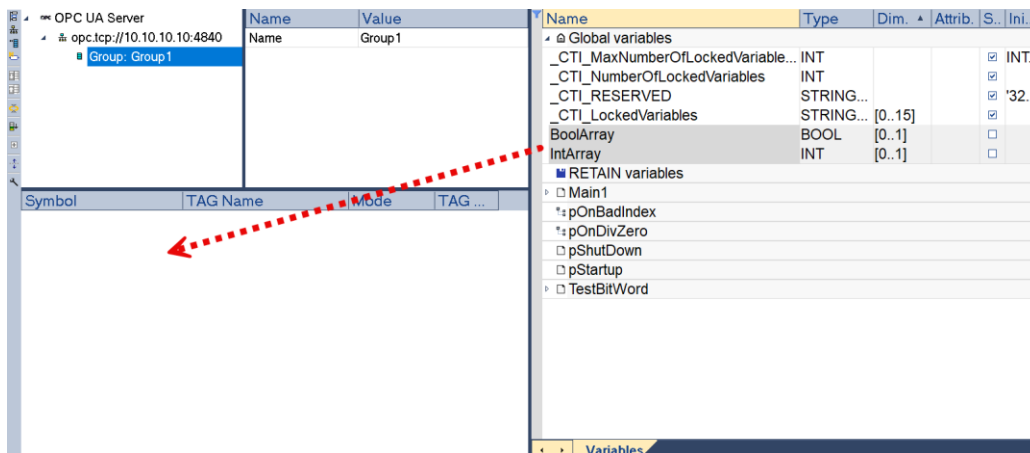 OPC UA Server
opc.tcp://10.10.10.10:4840
Group: Group1
Name Value
Name Group1
Symbol TAG Name Mode TAG ...
Name Type Dim. Attrib. S.. Ini.
Global variables
_CTI_MaxNumberOfLockedVariable... INT INT.
_CTI_NumberOfLockedVariables INT
_CTI_RESERVED STRING... '32.
_CTI_LockedVariables STRING... [0..15]
BoolArray BOOL [0..1]
IntArray INT [0..1]
RETAIN variables
Main1
pOnBadIndex
pOnDivZero
pShutDown
pStartup
TestBitWord
Variables